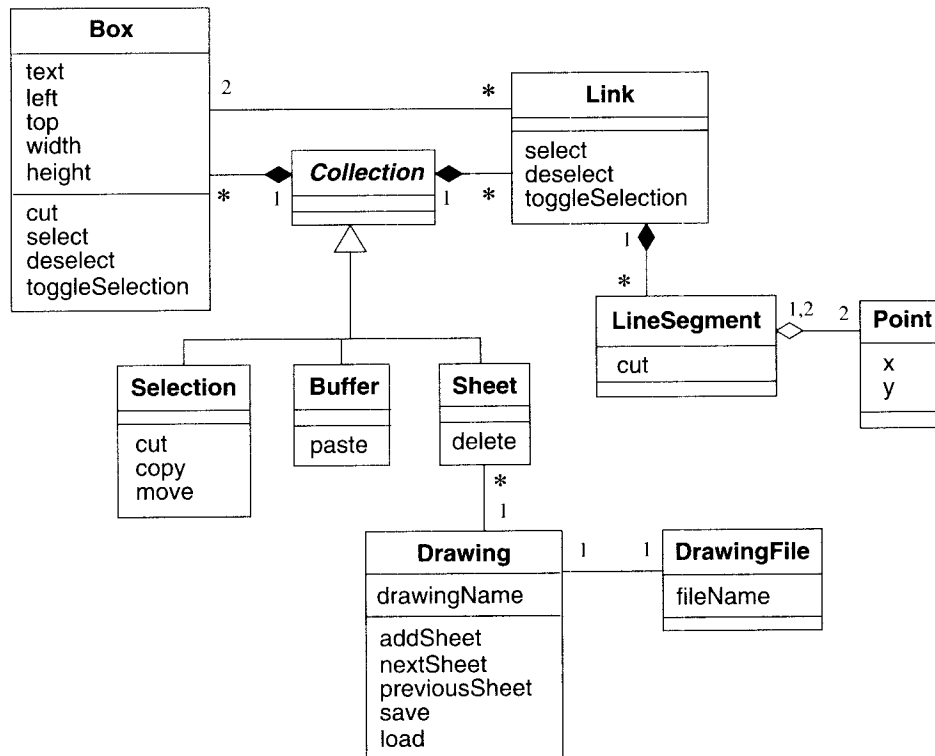 Box
text
left
top
width
height
cut
select
deselect
toggleSelection
2
*
Link
select
deselect
toggleSelection
*
1
Collection
1
*
1
*
LineSegment
cut
1,2
2
Point
x
y
Selection
cut
copy
move
Buffer
paste
Sheet
delete
*
1
Drawing
drawingName
addSheet
nextSheet
previousSheet
save
load
1
1
DrawingFile
fileName